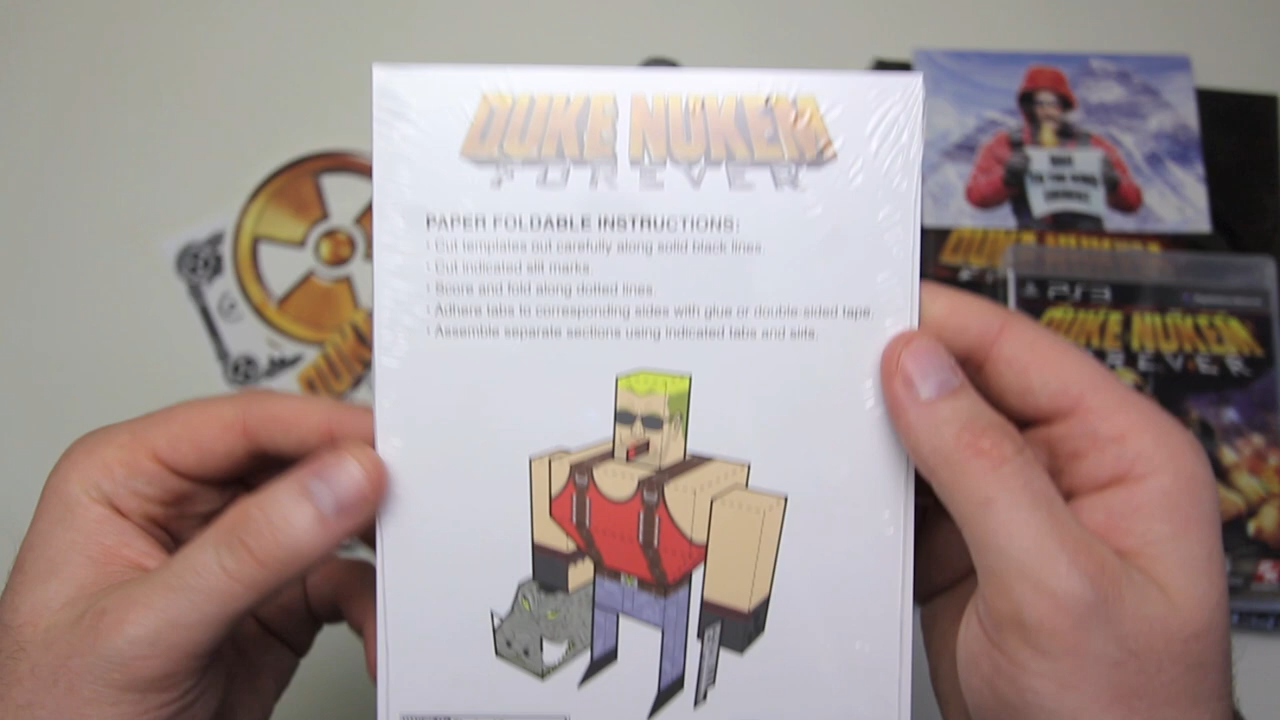 DUKE NUKEM
FOREVER
PAPER FOLDABLE INSTRUCTIONS:
· Cut templates out carefully along solid black lines.
· Cut indicated slit marks.
· Score and fold along dotted lines.
· Adhere tabs to corresponding sides with glue or double-sided tape.
· Assemble separate sections using indicated tabs and slits.
DUKE
DUKE NUKEM
PS3
DUKE NUKEM
FOREVER
2K